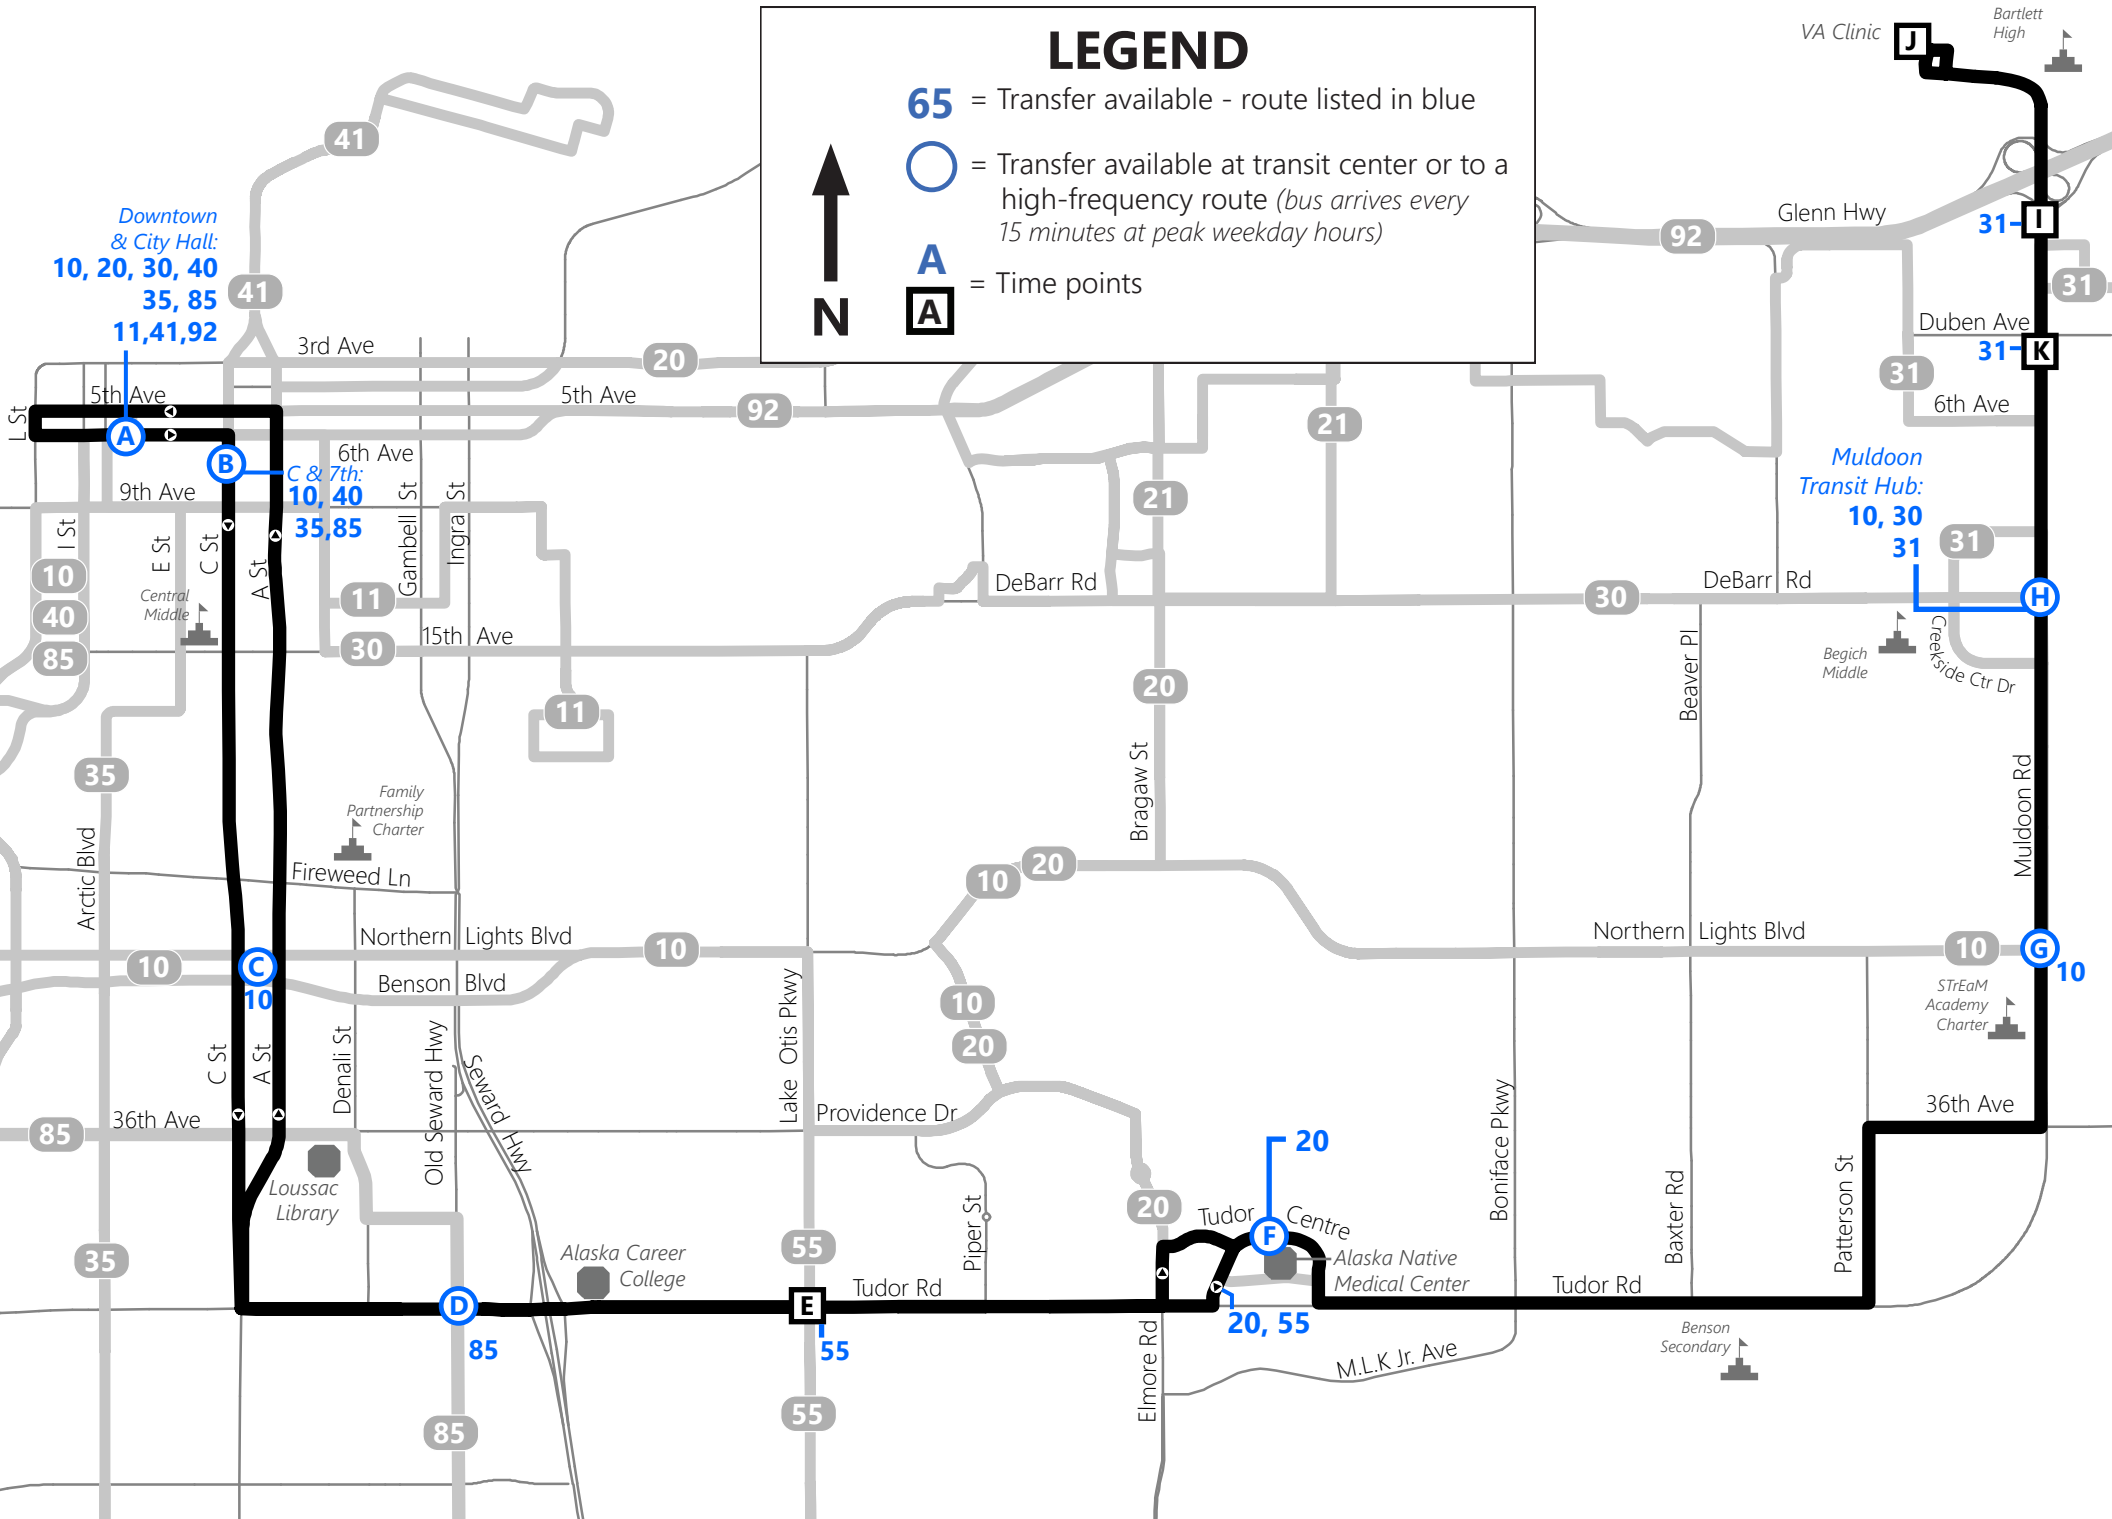 LEGEND
65 = Transfer available - route listed in blue
= Transfer available at transit center or to a
high-frequency route (bus arrives every
15 minutes at peak weekday hours)
A
A = Time points
N
VA Clinic
J
Bartlett
High
41
Downtown
& City Hall:
10, 20, 30, 40
35, 85
11,41,92
41
Glenn Hwy
92
31
I
31
Duben Ave
31
K
3rd Ave
20
5th Ave
5th Ave
92
L St
A
21
31
6th Ave
B
6th Ave
C & 7th:
10, 40
35,85
9th Ave
I St
E St
C St
A St
Gambell St
Ingra St
21
Muldoon
Transit Hub:
10, 30
31
31
10
40
85
Central
Middle
11
DeBarr Rd
30
DeBarr Rd
H
30
15th Ave
Begich
Middle
Creekside Ctr Dr
Beaver Pl
20
11
35
Bragaw St
Muldoon Rd
Family
Partnership
Charter
Arctic Blvd
Fireweed Ln
10
20
Northern Lights Blvd
10
Northern Lights Blvd
10
G
10
10
C
10
Benson Blvd
10
20
STrEaM
Academy
Charter
C St
A St
Denali St
Old Seward Hwy
Seward Hwy
Lake Otis Pkwy
Boniface Pkwy
85
36th Ave
Providence Dr
36th Ave
20
Loussac
Library
Piper St
20
Tudor Centre
F
Baxter Rd
Patterson St
35
Alaska Career
College
55
Alaska Native
Medical Center
D
E
Tudor Rd
Tudor Rd
85
55
20, 55
Elmore Rd
M.L.K Jr. Ave
Benson
Secondary
85
55